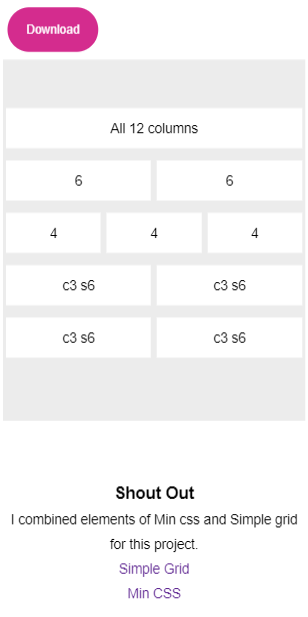 Download
All 12 columns
6 6
4 4 4
c3 s6 c3 s6
c3 s6 c3 s6
Shout Out
I combined elements of Min css and Simple grid
for this project.
Simple Grid
Min CSS